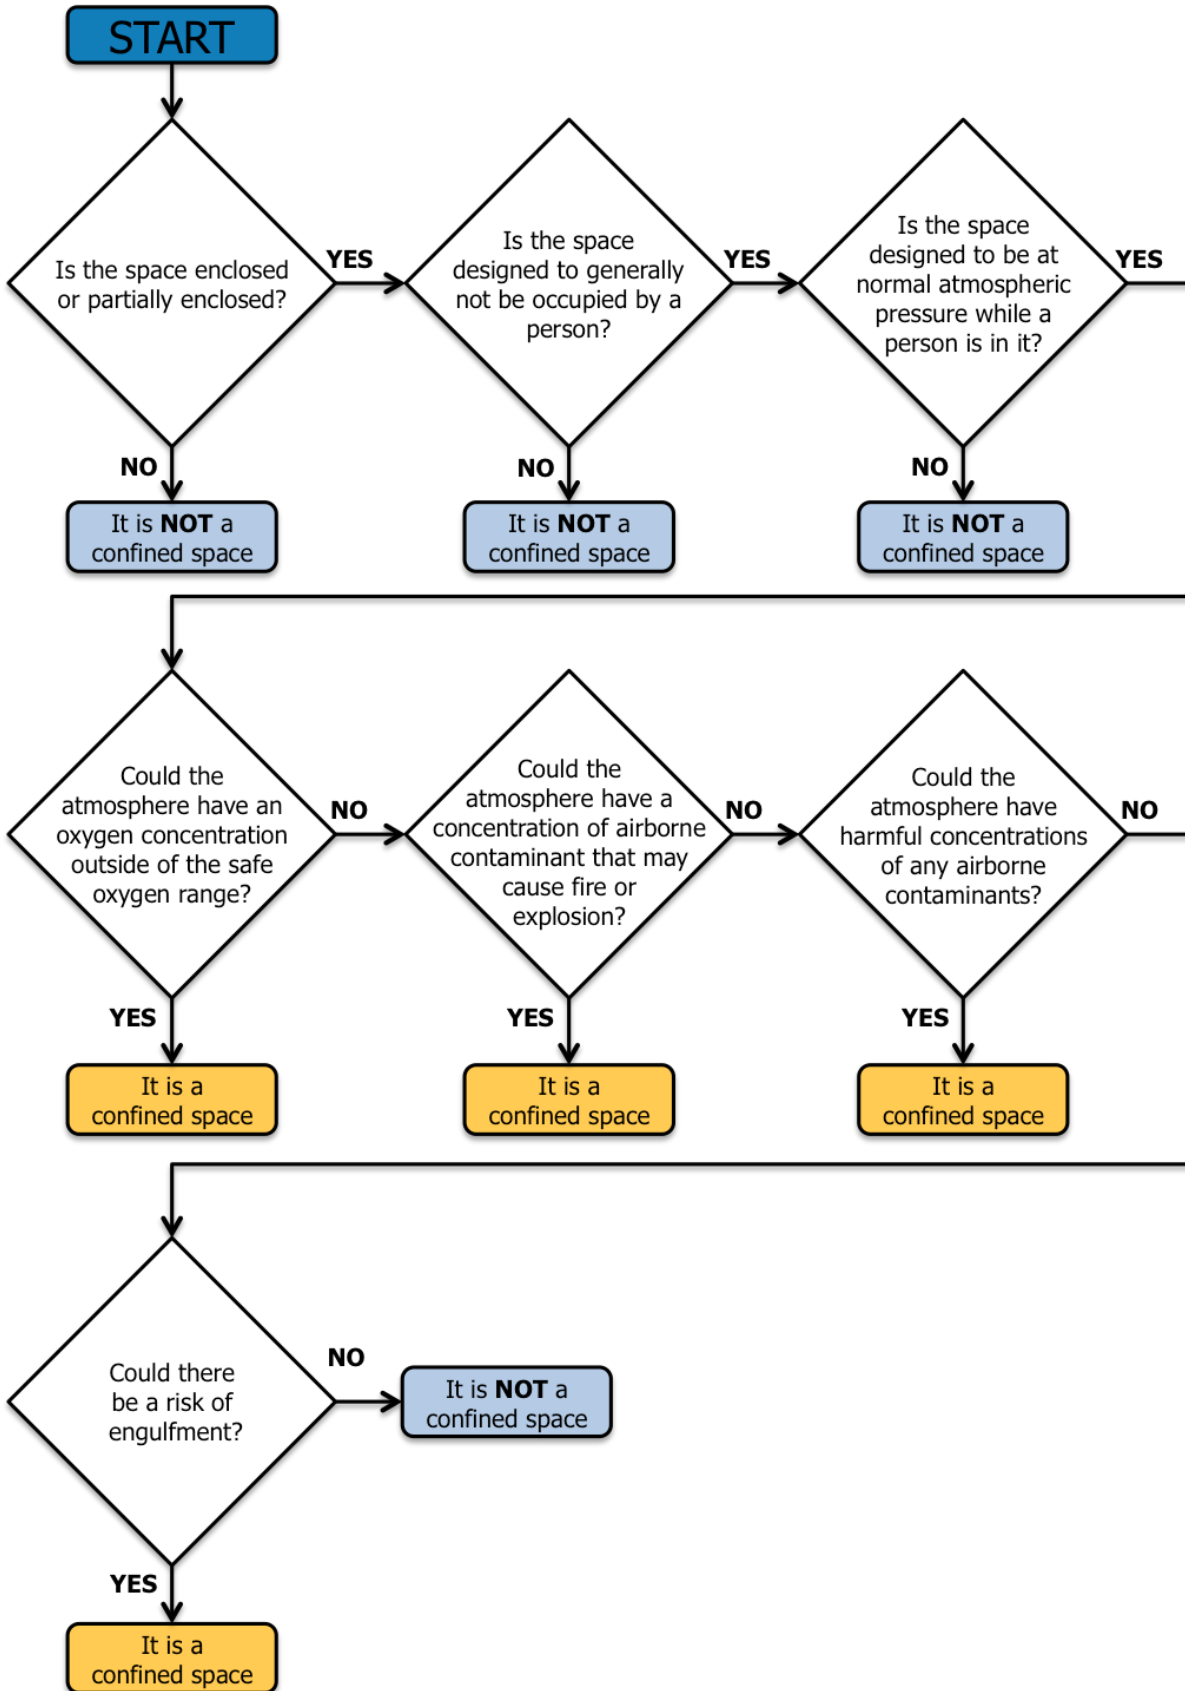 START
Is the space enclosed
or partially enclosed?
YES
Is the space
designed to generally
not be occupied by a
person?
YES
Is the space
designed to be at
normal atmospheric
pressure while a
person is in it?
YES
NO
NO
NO
It is NOT a
confined space
It is NOT a
confined space
It is NOT a
confined space
Could the
atmosphere have an
oxygen concentration
outside of the safe
oxygen range?
NO
Could the
atmosphere have a
concentration of airborne
contaminant that may
cause fire or
explosion?
NO
Could the
atmosphere have
harmful concentrations
of any airborne
contaminants?
NO
YES
YES
YES
It is a
confined space
It is a
confined space
It is a
confined space
Could there
be a risk of
engulfment?
NO
It is NOT a
confined space
YES
It is a
confined space